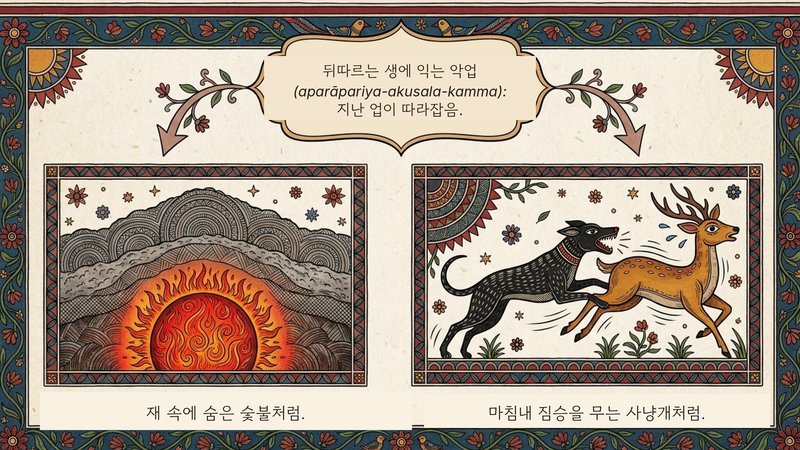 뒤따르는 생에 익는 악업
(aparāpariya-akusala-kamma):
지난 업이 따라잡음.
재 속에 숨은 숯불처럼.
마침내 짐승을 무는 사냥개처럼.